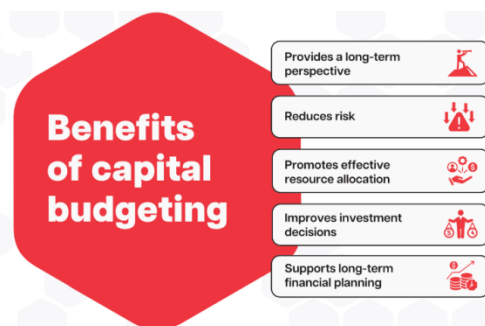 Benefits
of capital
budgeting
Provides a long-term
perspective
Reduces risk
Promotes effective
resource allocation
Improves investment
decisions
Supports long-term
financial planning